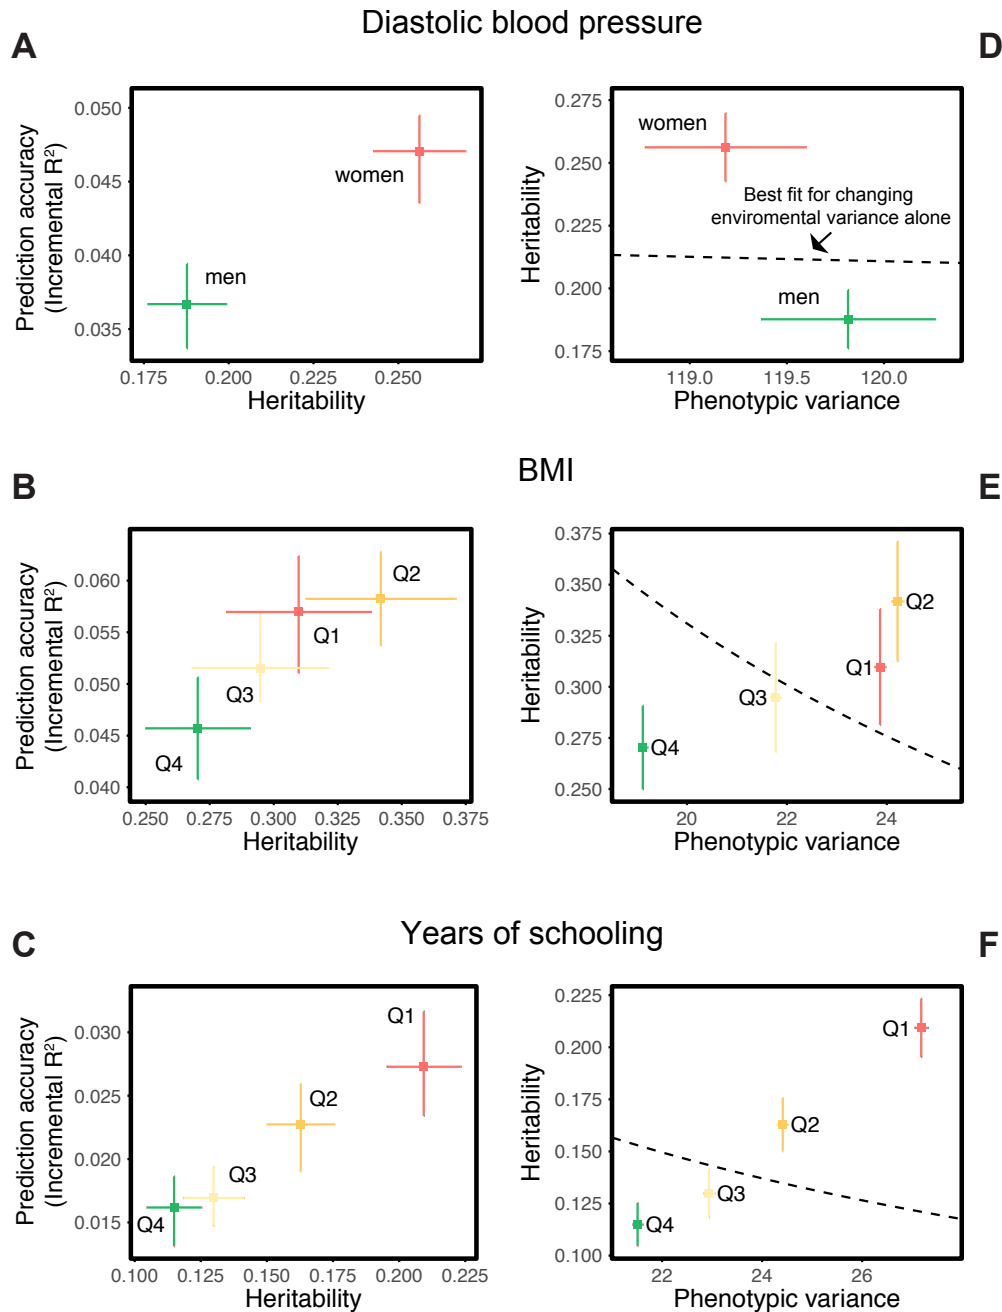 Diastolic blood pressure
A
Prediction accuracy
(Incremental R²)
0.050
0.045
0.040
0.035
women
men
0.175
0.200
0.225
0.250
Heritability
D
Heritability
0.275
0.250
0.225
0.200
0.175
women
Best fit for changing
enviromental variance alone
men
119.0
119.5
120.0
Phenotypic variance
BMI
B
Prediction accuracy
(Incremental R²)
0.060
0.055
0.050
0.045
0.040
Q2
Q1
Q3
Q4
0.250
0.275
0.300
0.325
0.350
0.375
Heritability
E
Heritability
0.375
0.350
0.325
0.300
0.275
0.250
Q2
Q1
Q3
Q4
20
22
24
Phenotypic variance
Years of schooling
C
Prediction accuracy
(Incremental R²)
0.030
0.025
0.020
0.015
Q1
Q2
Q3
Q4
0.100
0.125
0.150
0.175
0.200
0.225
Heritability
F
Heritability
0.225
0.200
0.175
0.150
0.125
0.100
Q1
Q2
Q3
Q4
22
24
26
Phenotypic variance